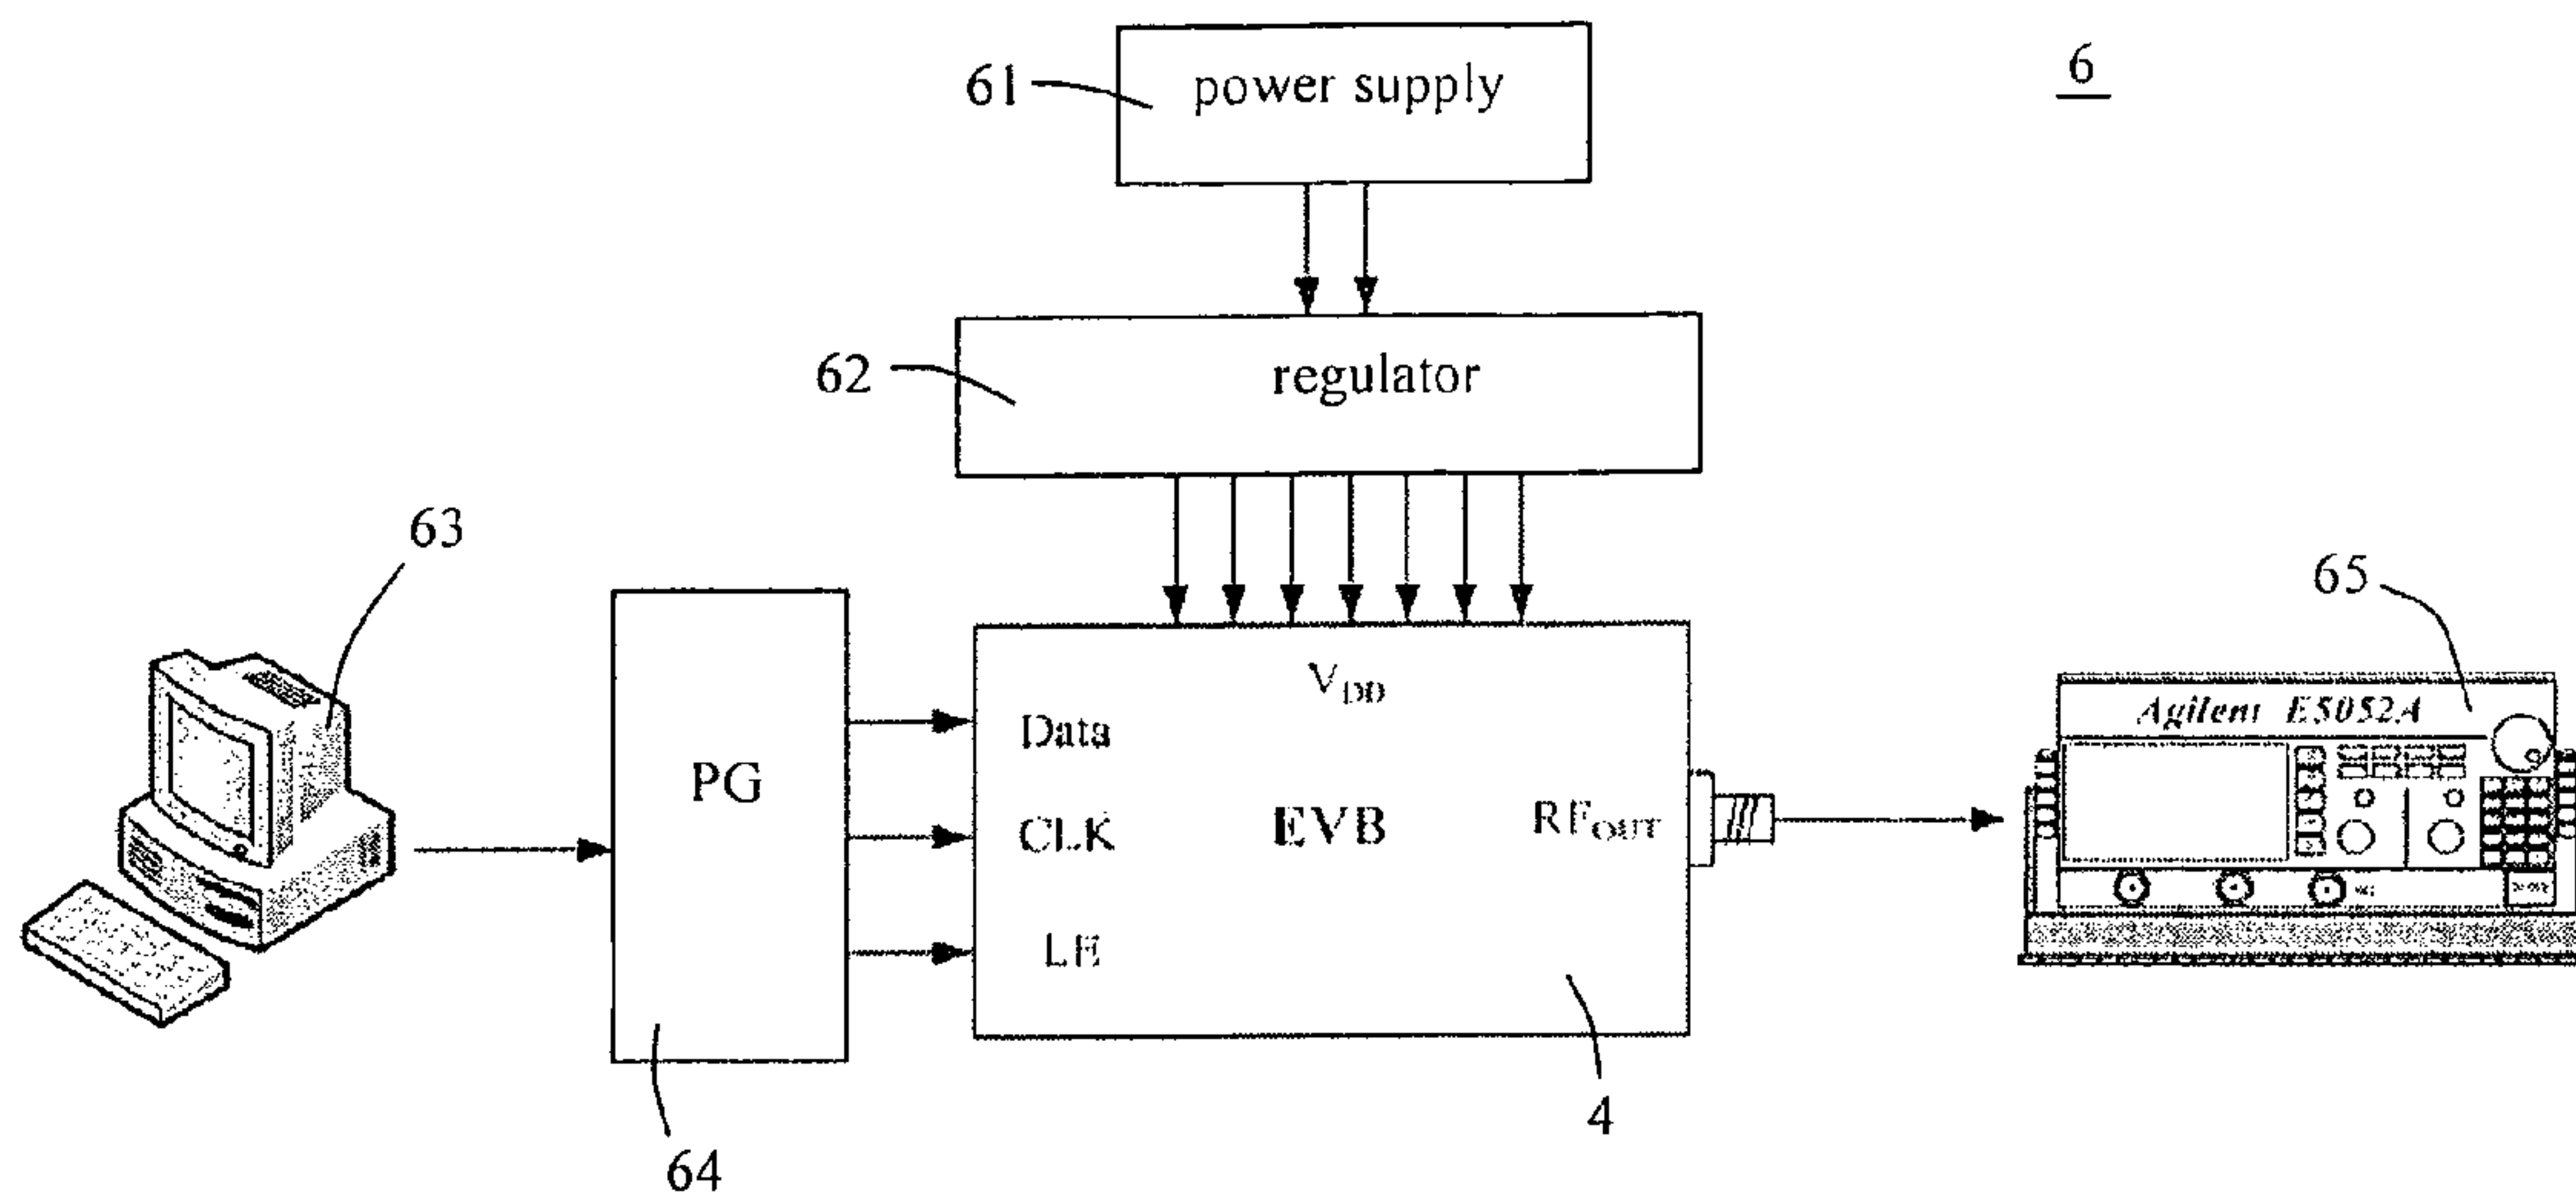 6
61
power supply
62
regulator
63
65
PG
V_DD
Data
CLK
LE
EVB
RF_OUT
Agilent E5052A
4
64